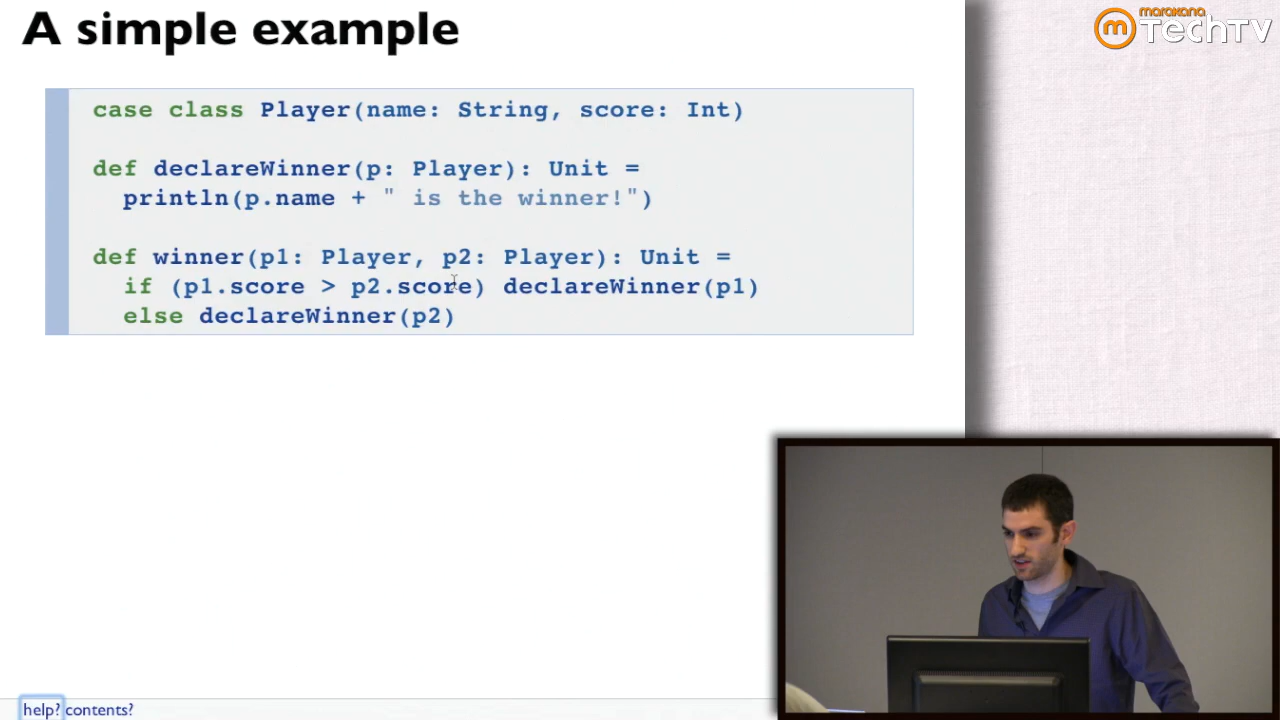 A simple example
marakana
m TechTV
case class Player(name: String, score: Int)
def declareWinner(p: Player): Unit =
println(p.name + " is the winner!")
def winner(p1: Player, p2: Player): Unit =
if (p1.score > p2.score) declareWinner(p1)
else declareWinner(p2)
help? contents?